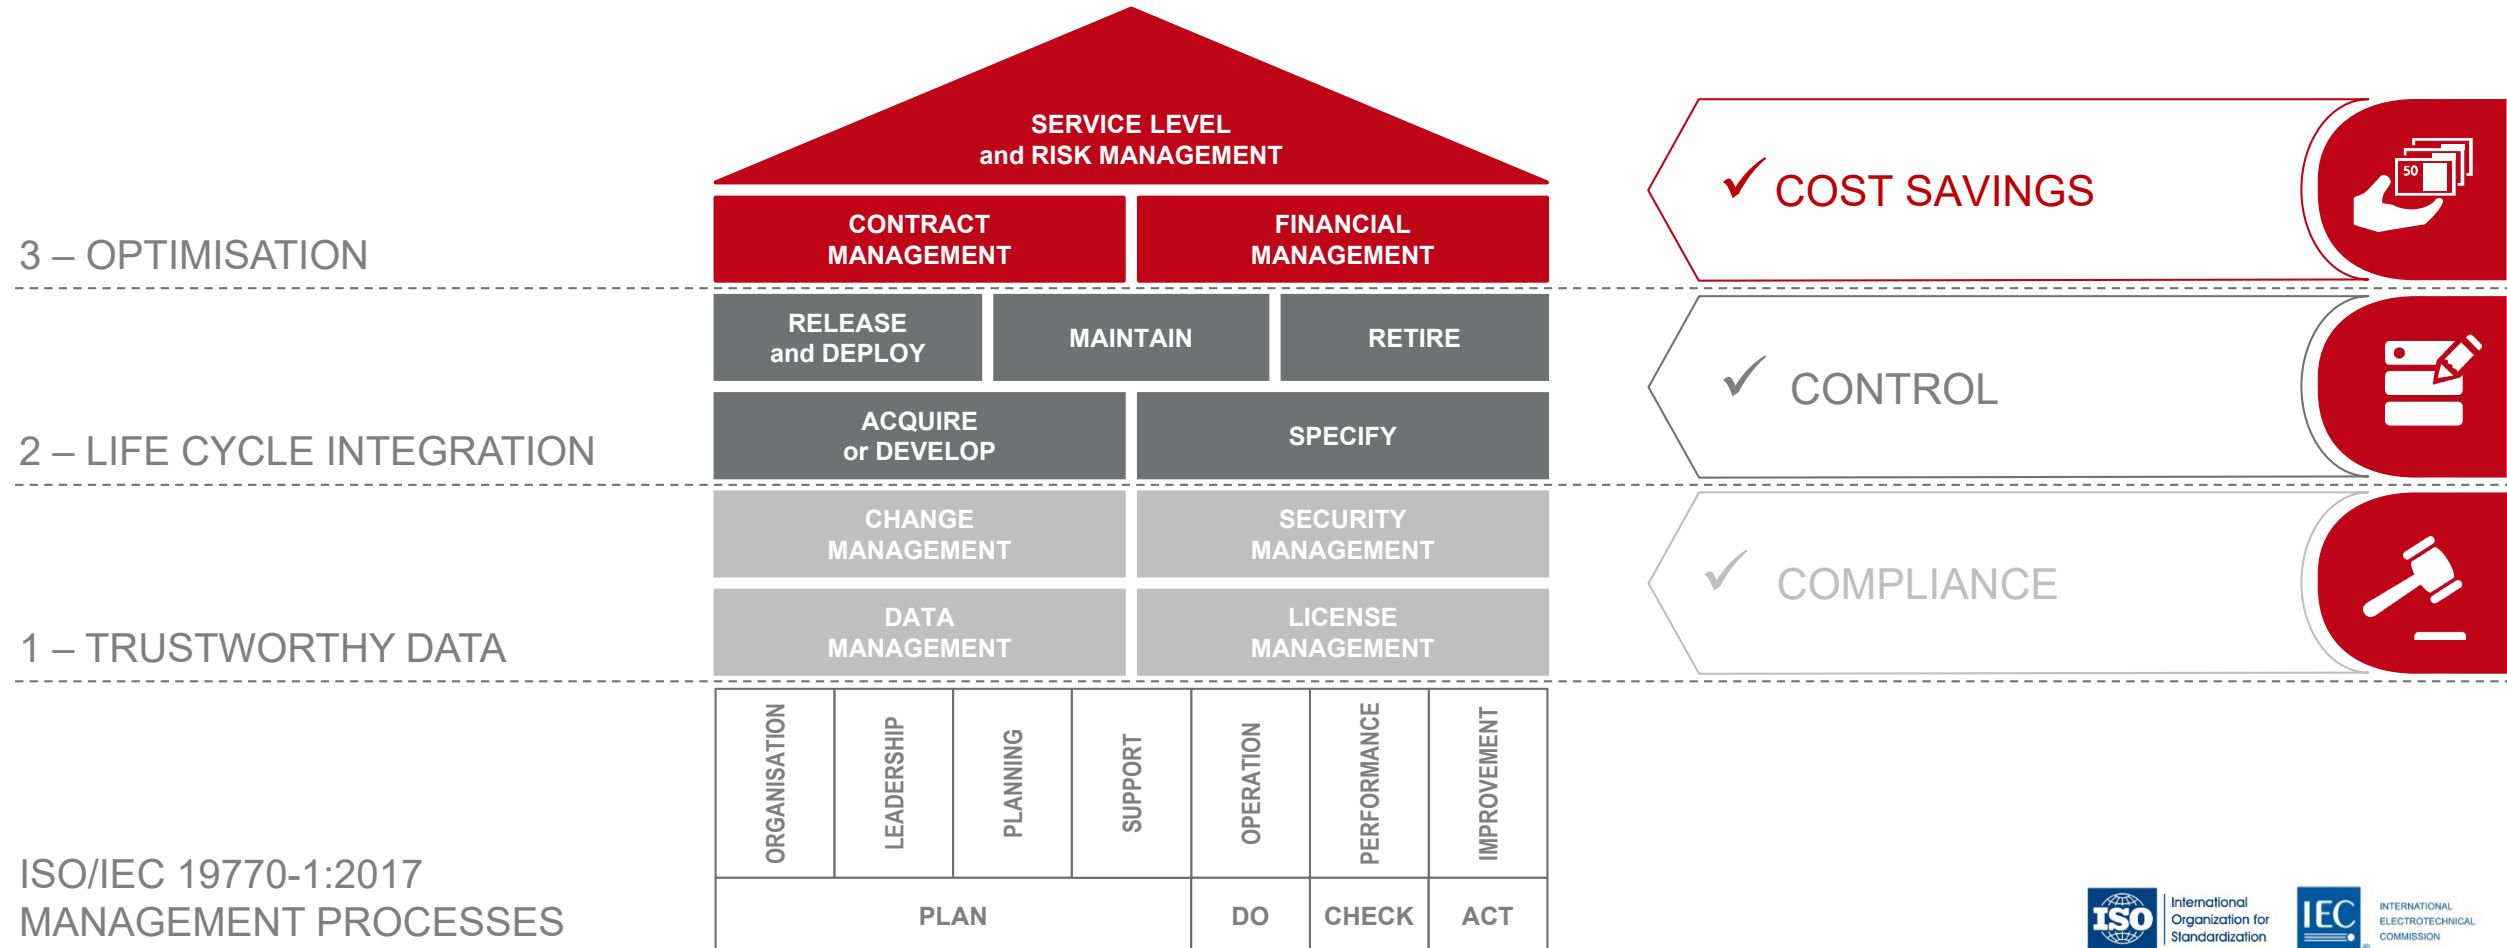 SERVICE LEVEL
and RISK MANAGEMENT
3 – OPTIMISATION
CONTRACT
MANAGEMENT
FINANCIAL
MANAGEMENT
✓ COST SAVINGS
50
RELEASE
and DEPLOY
MAINTAIN
RETIRE
✓ CONTROL
2 – LIFE CYCLE INTEGRATION
ACQUIRE
or DEVELOP
SPECIFY
CHANGE
MANAGEMENT
SECURITY
MANAGEMENT
✓ COMPLIANCE
1 – TRUSTWORTHY DATA
DATA
MANAGEMENT
LICENSE
MANAGEMENT
ORGANISATION
LEADERSHIP
PLANNING
SUPPORT
OPERATION
PERFORMANCE
IMPROVEMENT
ISO/IEC 19770-1:2017
MANAGEMENT PROCESSES
PLAN
DO
CHECK
ACT
ISO
International
Organization for
Standardization
IEC
®
INTERNATIONAL
ELECTROTECHNICAL
COMMISSION